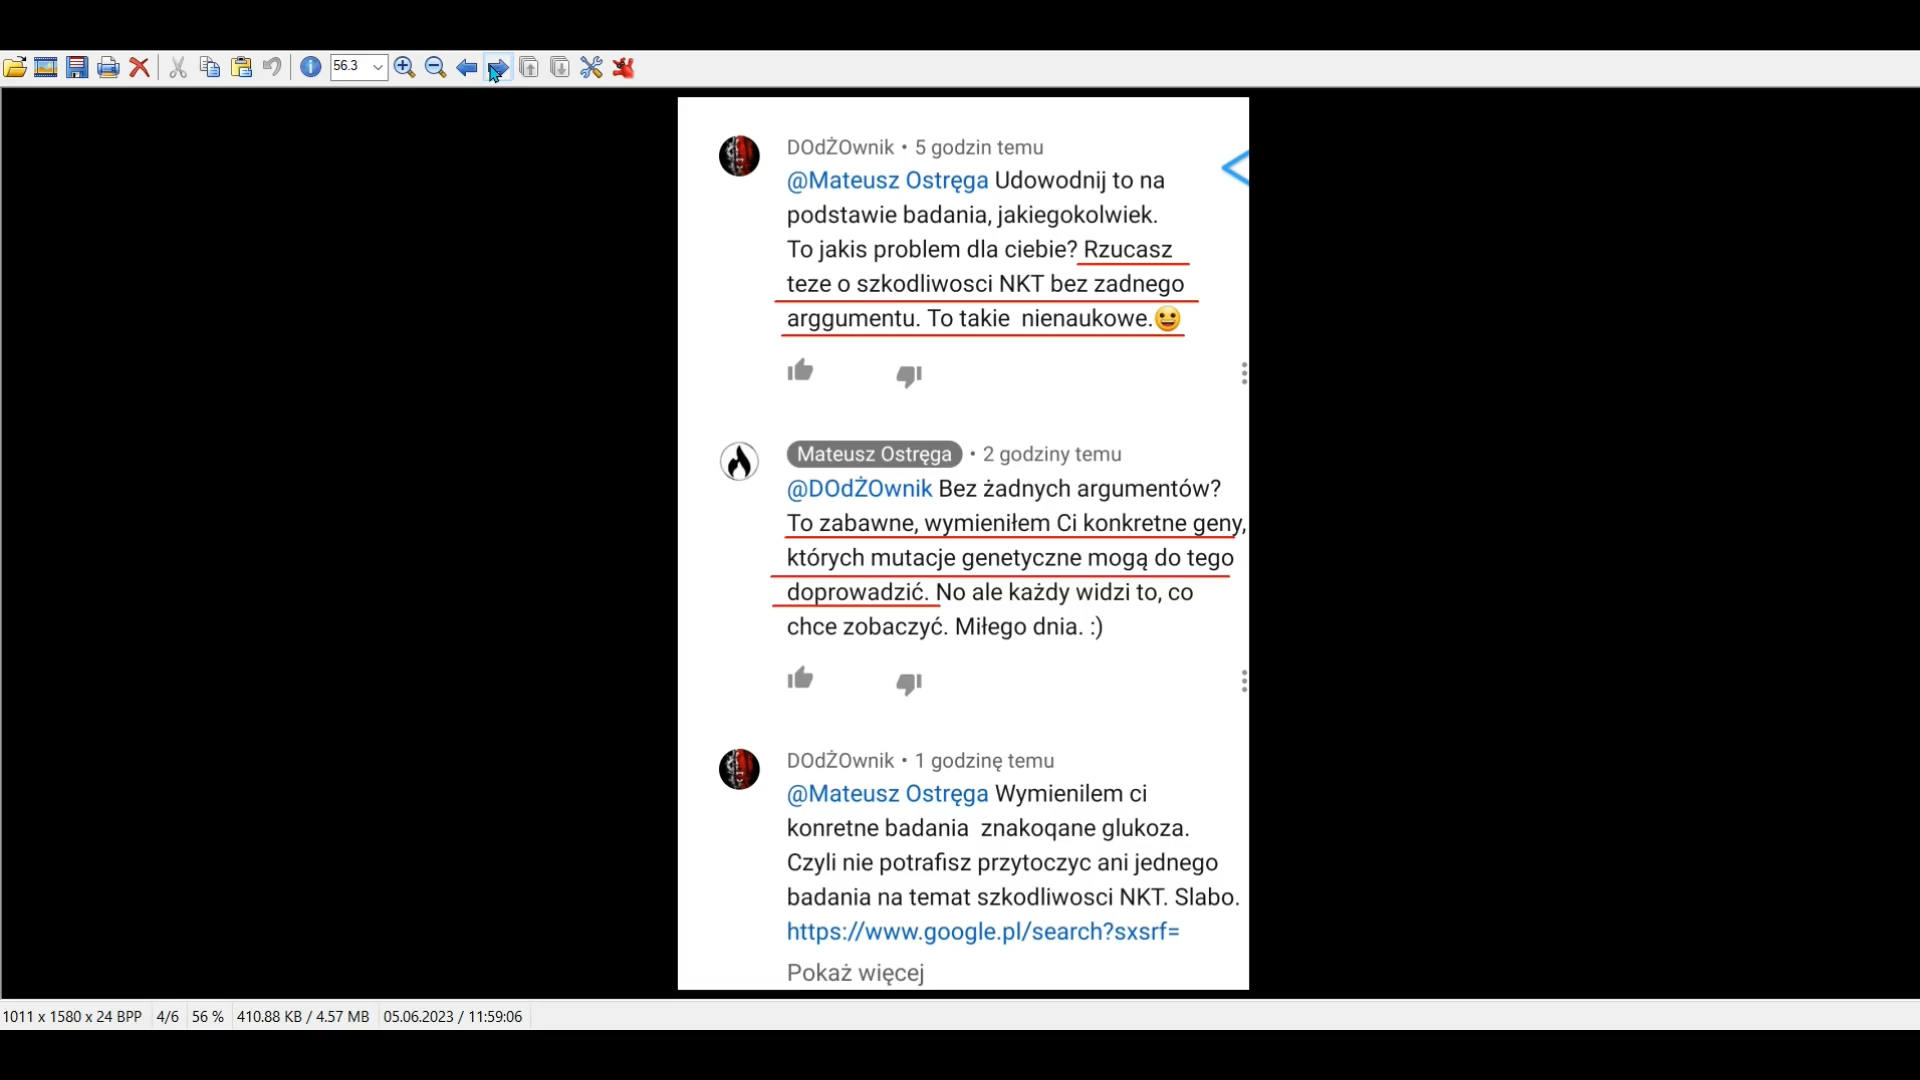 56.3
DOdŻOwnik • 5 godzin temu
@Mateusz Ostręga Udowodnij to na
podstawie badania, jakiegokolwiek.
To jakis problem dla ciebie? Rzucasz
teze o szkodliwosci NKT bez zadnego
arggumentu. To takie  nienaukowe.😀
Mateusz Ostręga • 2 godziny temu
@DOdŻOwnik Bez żadnych argumentów?
To zabawne, wymieniłem Ci konkretne geny,
których mutacje genetyczne mogą do tego
doprowadzić. No ale każdy widzi to, co
chce zobaczyć. Miłego dnia. :)
DOdŻOwnik • 1 godzinę temu
@Mateusz Ostręga Wymienilem ci
konretne badania  znakoqane glukoza.
Czyli nie potrafisz przytoczyc ani jednego
badania na temat szkodliwosci NKT. Slabo.
https://www.google.pl/search?sxsrf=
Pokaż więcej
1011 x 1580 x 24 BPP 4/6 56 % 410.88 KB / 4.57 MB 05.06.2023 / 11:59:06